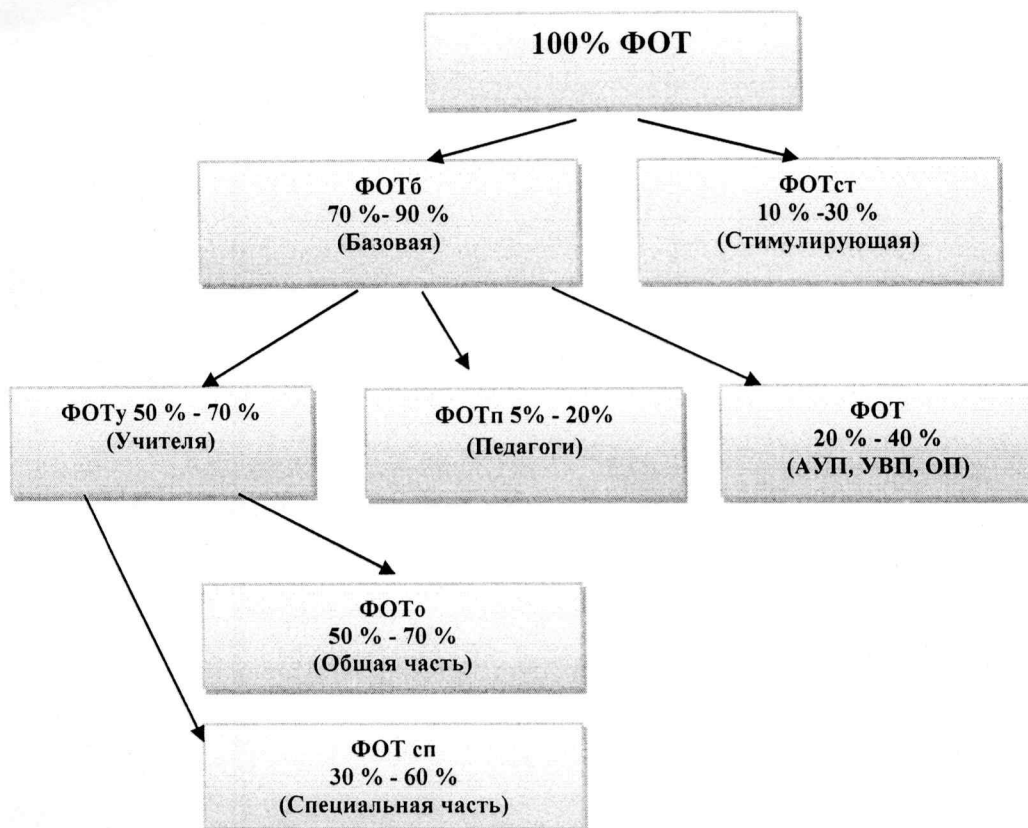 100% ФОТ
ФОТб
70 %- 90 %
(Базовая)
ФОТст
10 % -30 %
(Стимулирующая)
ФОТу 50 % - 70 %
(Учителя)
ФОТп 5% - 20%
(Педагоги)
ФОТ
20 % - 40 %
(АУП, УВП, ОП)
ФОТо
50 % - 70 %
(Общая часть)
ФОТ сп
30 % - 60 %
(Специальная часть)